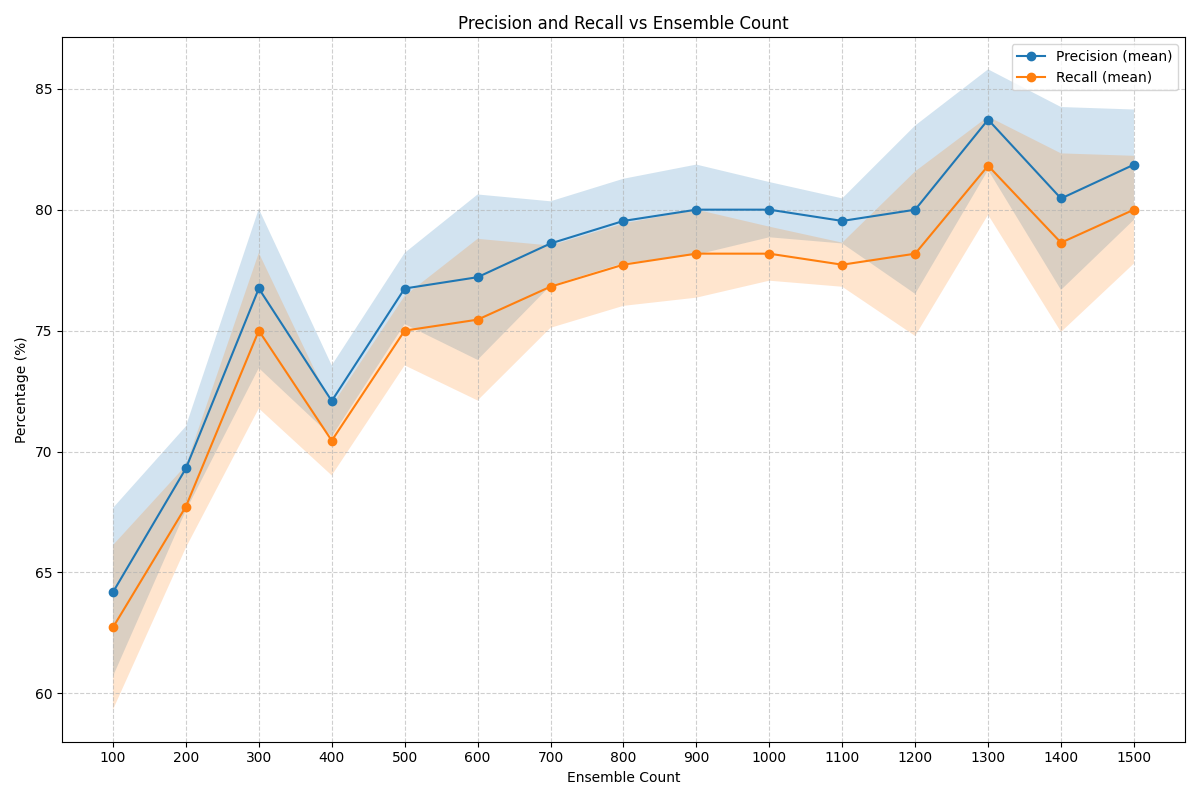 Precision and Recall vs Ensemble Count
Precision (mean)
Recall (mean)
Percentage (%)
85
80
75
70
65
60
100 200 300 400 500 600 700 800 900 1000 1100 1200 1300 1400 1500
Ensemble Count